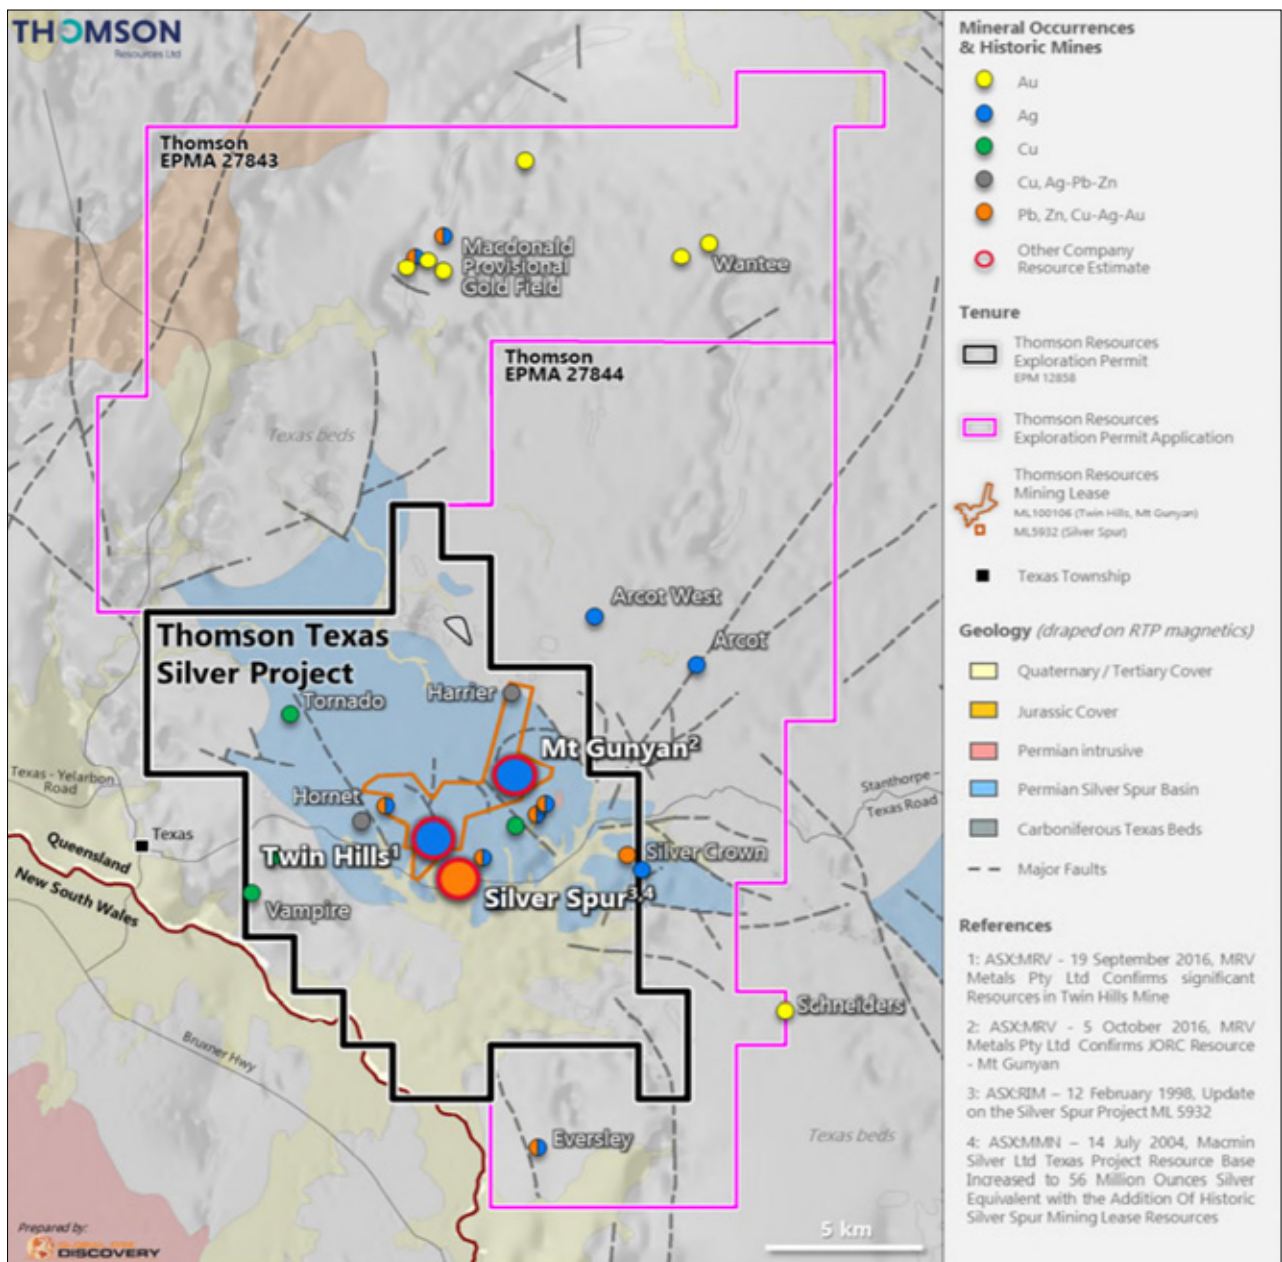 THOMSON
Resources Ltd
Thomson
EPMA 27843
Macdonald
Provisional
Gold Field
Wantee
Thomson
EPMA 27844
Texas beds
Arcot West
Arcot
Thomson Texas
Silver Project
Tornado
Harrier
Mt Gunyan2
Texas - Yelarbon
Road
Stanthorpe -
Texas Road
Hornet
Texas
Queensland
New South Wales
Twin Hills1
Silver Crown
Silver Spur3,4
Vampire
Schneiders
Bruxner Hwy
Eversley
Texas beds
5 km
Prepared by:
DISCOVERY
Mineral Occurrences
& Historic Mines
Au
Ag
Cu
Cu, Ag-Pb-Zn
Pb, Zn, Cu-Ag-Au
Other Company
Resource Estimate
Tenure
Thomson Resources
Exploration Permit
EPM 12858
Thomson Resources
Exploration Permit Application
Thomson Resources
Mining Lease
ML100106 (Twin Hills, Mt Gunyan)
ML5932 (Silver Spur)
Texas Township
Geology (draped on RTP magnetics)
Quaternary / Tertiary Cover
Jurassic Cover
Permian intrusive
Permian Silver Spur Basin
Carboniferous Texas Beds
Major Faults
References
1: ASX:MRV - 19 September 2016, MRV
Metals Pty Ltd Confirms significant
Resources in Twin Hills Mine
2: ASX:MRV - 5 October 2016, MRV
Metals Pty Ltd Confirms JORC Resource
- Mt Gunyan
3: ASX:RIM – 12 February 1998, Update
on the Silver Spur Project ML 5932
4: ASX:MMN – 14 July 2004, Macmin
Silver Ltd Texas Project Resource Base
Increased to 56 Million Ounces Silver
Equivalent with the Addition Of Historic
Silver Spur Mining Lease Resources